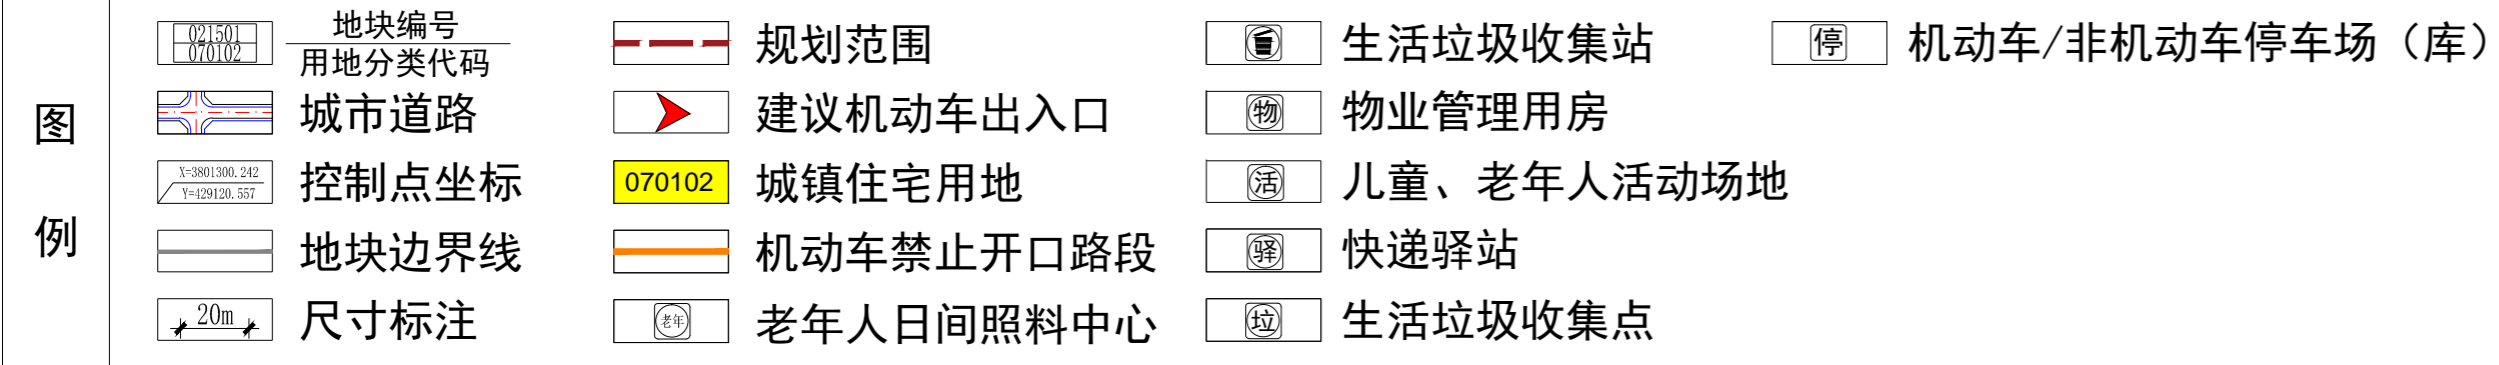 图例
021501
070102
地块编号
用地分类代码
城市道路
X=3801300.242
Y=429120.557
控制点坐标
地块边界线
20m
尺寸标注
规划范围
建议机动车出入口
070102
城镇住宅用地
机动车禁止开口路段
老年
老年人日间照料中心
生活垃圾收集站
物
物业管理用房
活
儿童、老年人活动场地
驿
快递驿站
垃
生活垃圾收集点
停
机动车/非机动车停车场（库）